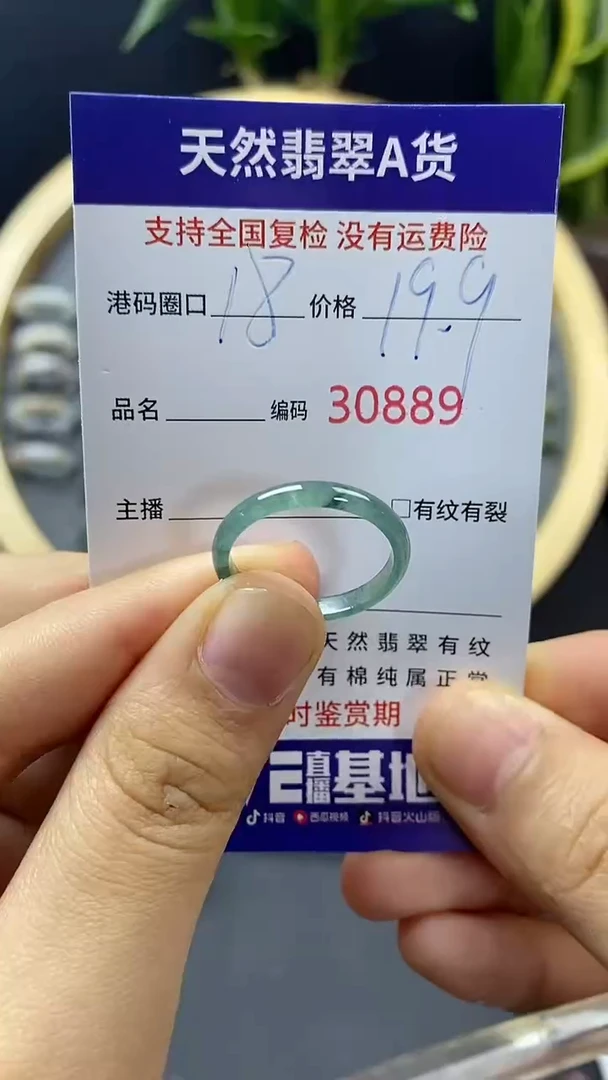 天然翡翠A货
支持全国复检 没有运费险
港码圈口 18 价格 19.9
品名 编码 30889
主播 □有纹有裂
天然翡翠有纹
有棉纯属正常
时鉴赏期
直播基地
抖音 西瓜视频 抖音火山版